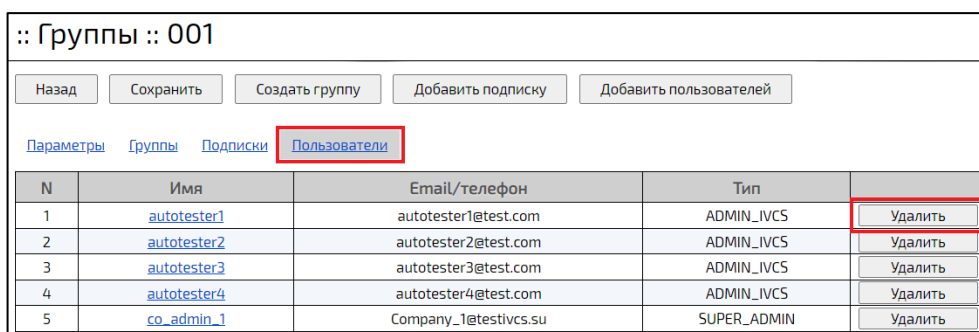 :: Группы :: 001
Назад Сохранить Создать группу Добавить подписку Добавить пользователей
Параметры Группы Подписки Пользователи
N Имя Email/телефон Тип
1 autotester1 autotester1@test.com ADMIN_IVCS Удалить
2 autotester2 autotester2@test.com ADMIN_IVCS Удалить
3 autotester3 autotester3@test.com ADMIN_IVCS Удалить
4 autotester4 autotester4@test.com ADMIN_IVCS Удалить
5 co_admin_1 Company_1@testivcs.su SUPER_ADMIN Удалить